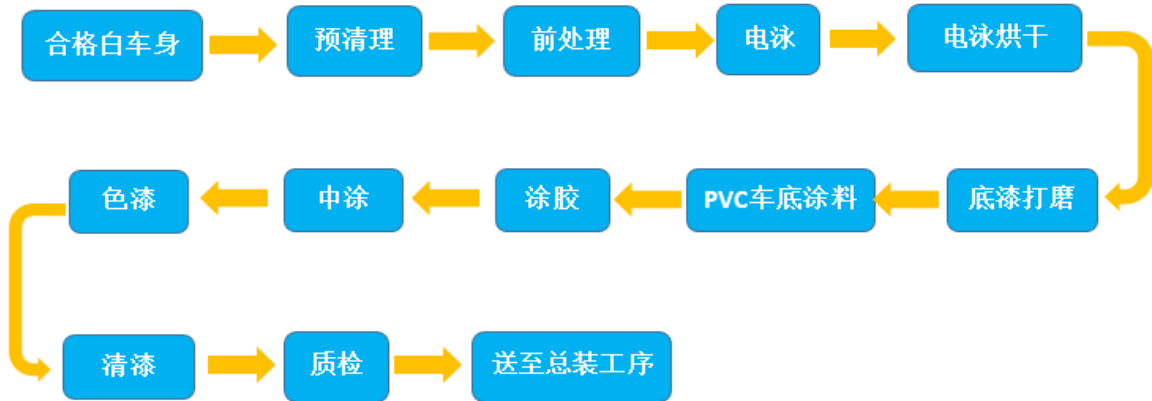 合格白车身
预清理
前处理
电泳
电泳烘干
底漆打磨
PVC车底涂料
涂胶
中涂
色漆
清漆
质检
送至总装工序